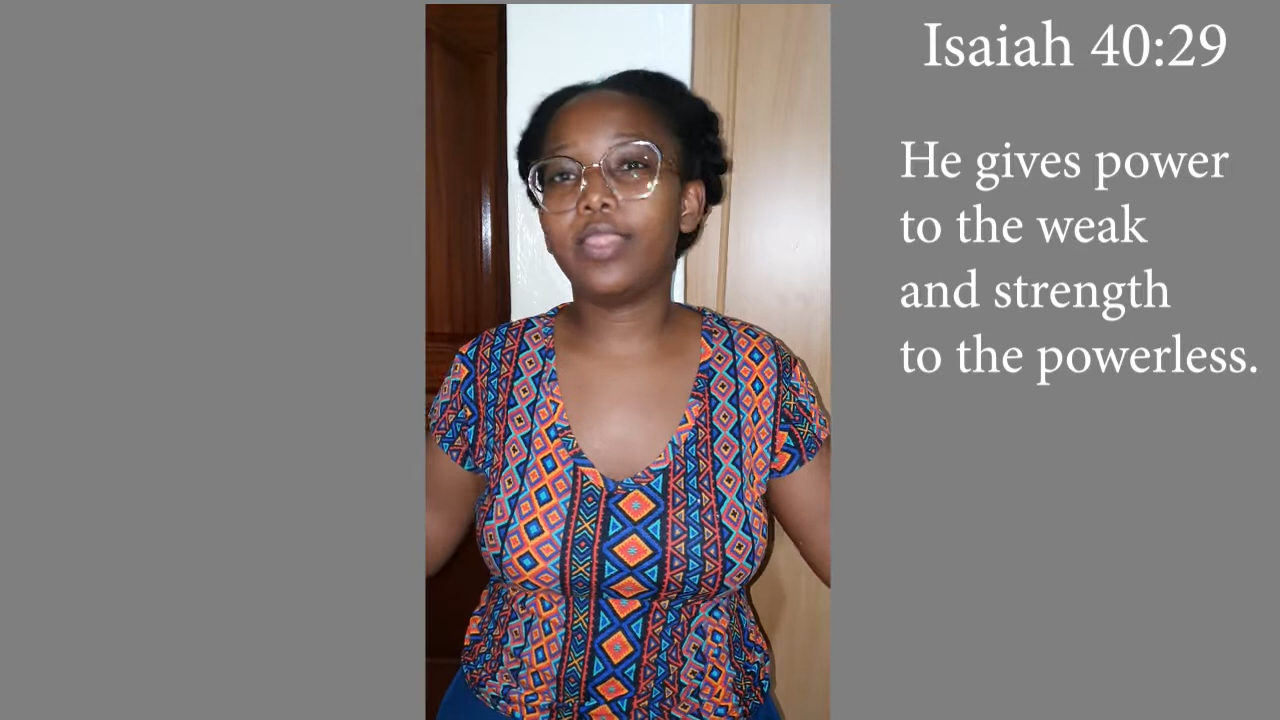 Isaiah 40:29
He gives power
to the weak
and strength
to the powerless.